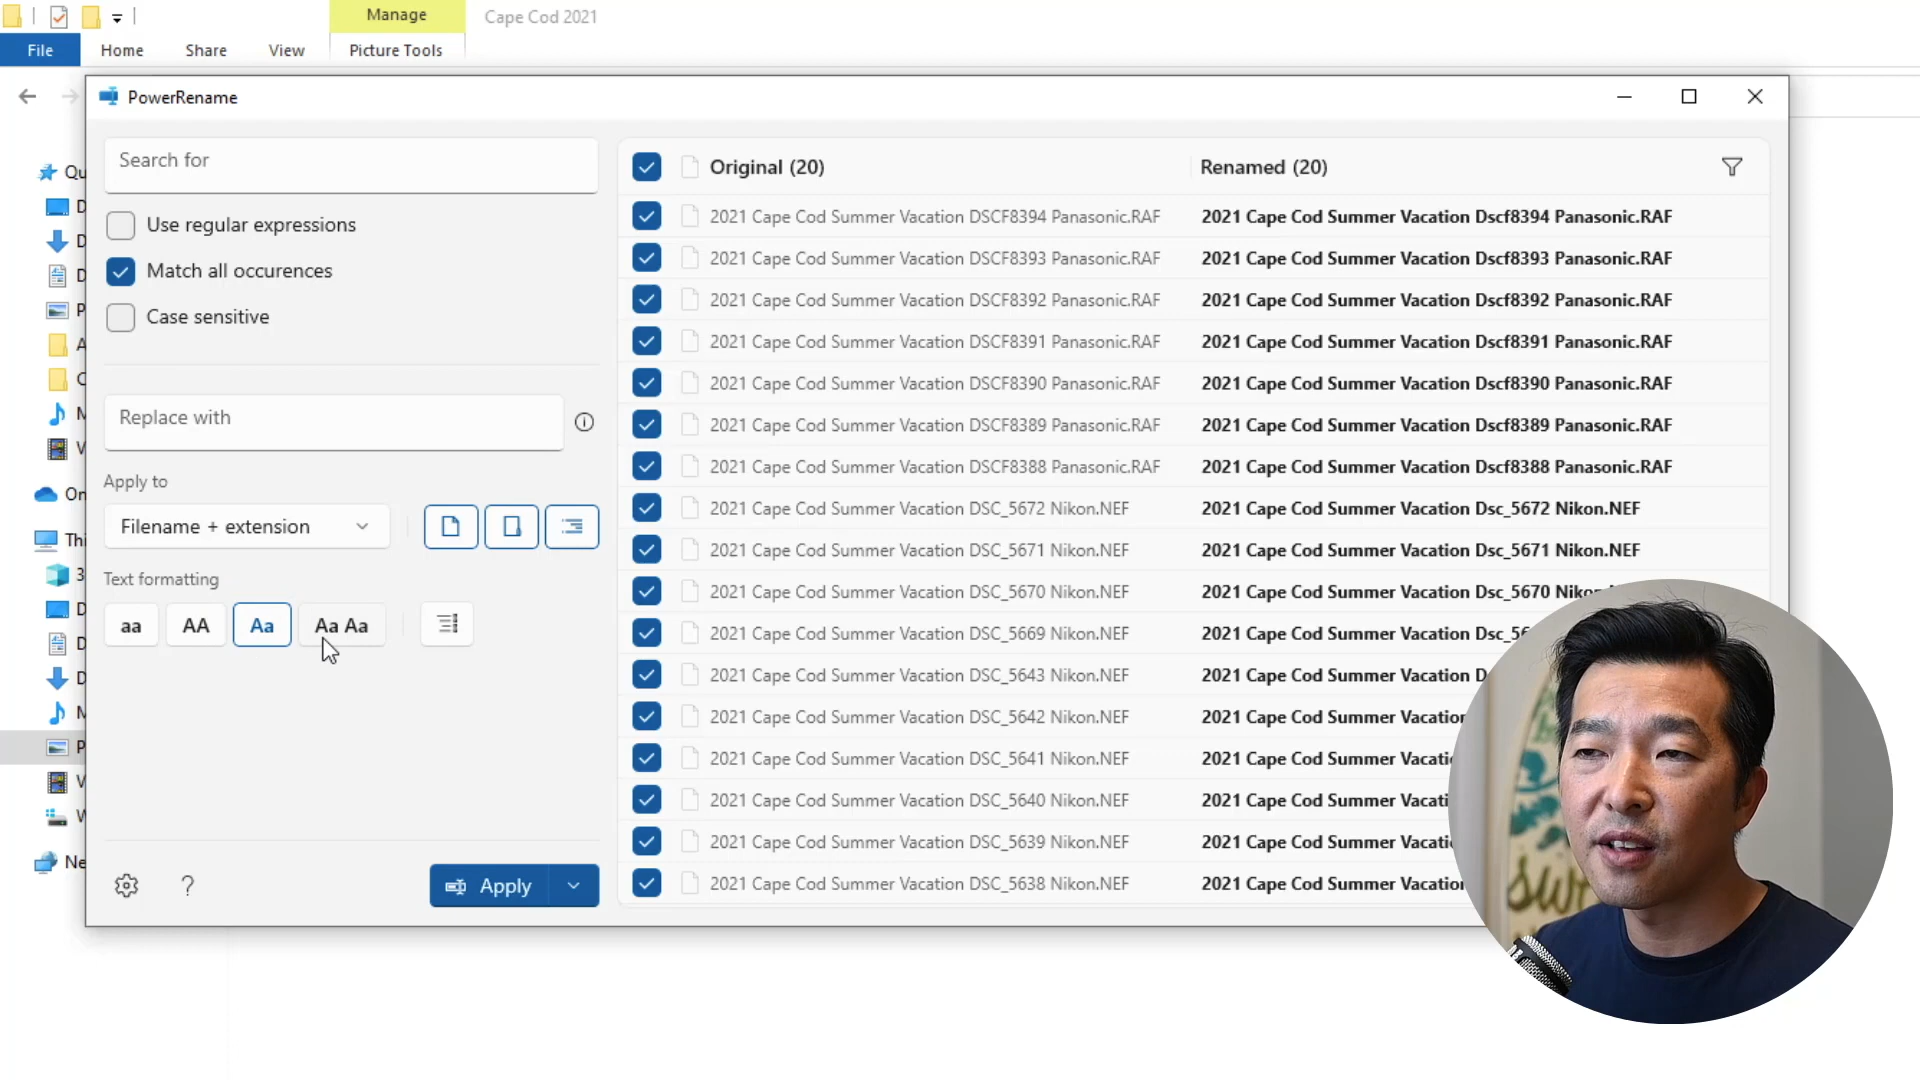 Manage
Cape Cod 2021
File
Home
Share
View
Picture Tools
PowerRename
Search for
Use regular expressions
Match all occurences
Case sensitive
Replace with
Apply to
Filename + extension
Text formatting
aa
AA
Aa
Aa Aa
?
Apply
Original (20)
Renamed (20)
2021 Cape Cod Summer Vacation DSCF8394 Panasonic.RAF
2021 Cape Cod Summer Vacation Dscf8394 Panasonic.RAF
2021 Cape Cod Summer Vacation DSCF8393 Panasonic.RAF
2021 Cape Cod Summer Vacation Dscf8393 Panasonic.RAF
2021 Cape Cod Summer Vacation DSCF8392 Panasonic.RAF
2021 Cape Cod Summer Vacation Dscf8392 Panasonic.RAF
2021 Cape Cod Summer Vacation DSCF8391 Panasonic.RAF
2021 Cape Cod Summer Vacation Dscf8391 Panasonic.RAF
2021 Cape Cod Summer Vacation DSCF8390 Panasonic.RAF
2021 Cape Cod Summer Vacation Dscf8390 Panasonic.RAF
2021 Cape Cod Summer Vacation DSCF8389 Panasonic.RAF
2021 Cape Cod Summer Vacation Dscf8389 Panasonic.RAF
2021 Cape Cod Summer Vacation DSCF8388 Panasonic.RAF
2021 Cape Cod Summer Vacation Dscf8388 Panasonic.RAF
2021 Cape Cod Summer Vacation DSC_5672 Nikon.NEF
2021 Cape Cod Summer Vacation Dsc_5672 Nikon.NEF
2021 Cape Cod Summer Vacation DSC_5671 Nikon.NEF
2021 Cape Cod Summer Vacation Dsc_5671 Nikon.NEF
2021 Cape Cod Summer Vacation DSC_5670 Nikon.NEF
2021 Cape Cod Summer Vacation Dsc_5670
2021 Cape Cod Summer Vacation DSC_5669 Nikon.NEF
2021 Cape Cod Summer Vacation
2021 Cape Cod Summer Vacation DSC_5643 Nikon.NEF
2021 Cape Cod Summer Vacation
2021 Cape Cod Summer Vacation DSC_5642 Nikon.NEF
2021 Cape Cod Summer Vacation
2021 Cape Cod Summer Vacation DSC_5641 Nikon.NEF
2021 Cape Cod Summer
2021 Cape Cod Summer Vacation DSC_5640 Nikon.NEF
2021 Cape Cod Summer
2021 Cape Cod Summer Vacation DSC_5639 Nikon.NEF
2021 Cape Cod Summer
2021 Cape Cod Summer Vacation DSC_5638 Nikon.NEF
2021 Cape Cod Summer Vacation